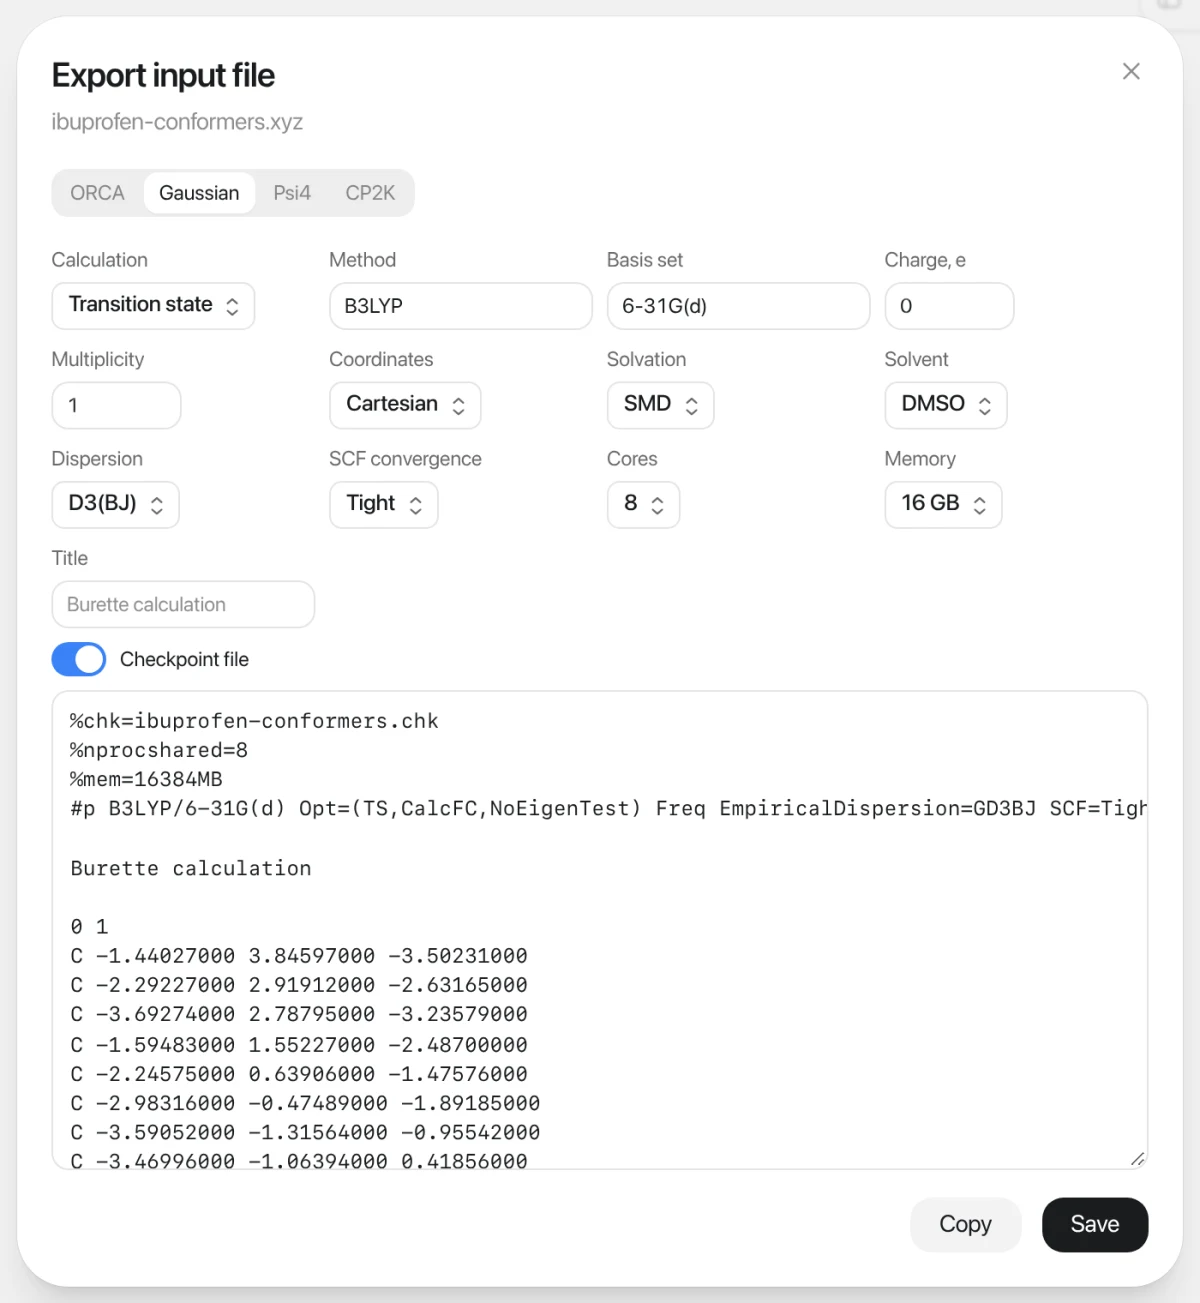 Export input file
ibuprofen-conformers.xyz
ORCA Gaussian Psi4 CP2K
Calculation Method Basis set Charge, e
Transition state B3LYP 6-31G(d) 0
Multiplicity Coordinates Solvation Solvent
1 Cartesian SMD DMSO
Dispersion SCF convergence Cores Memory
D3(BJ) Tight 8 16 GB
Title
Burette calculation
Checkpoint file
%chk=ibuprofen-conformers.chk
%nprocshared=8
%mem=16384MB
#p B3LYP/6-31G(d) Opt=(TS,CalcFC,NoEigenTest) Freq EmpiricalDispersion=GD3BJ SCF=Tigh
Burette calculation
0 1
C -1.44027000 3.84597000 -3.50231000
C -2.29227000 2.91912000 -2.63165000
C -3.69274000 2.78795000 -3.23579000
C -1.59483000 1.55227000 -2.48700000
C -2.24575000 0.63906000 -1.47576000
C -2.98316000 -0.47489000 -1.89185000
C -3.59052000 -1.31564000 -0.95542000
C -3.46996000 -1.06394000 0.41856000
Copy Save